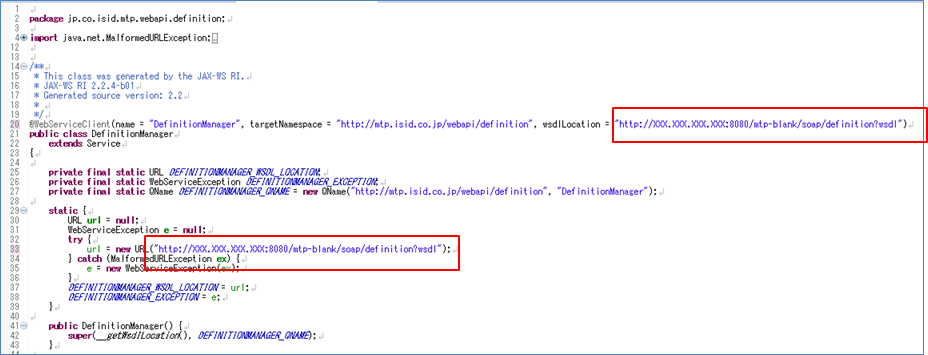 1
2 package jp.co.isid.mtp.webapi.definition;
3
4 import java.net.MalformedURLException;
12
13
14 /**
15 * This class was generated by the JAX-WS RI.
16 * JAX-WS RI 2.2.4-b01
17 * Generated source version: 2.2
18 *
19 */
20 @WebServiceClient(name = "DefinitionManager", targetNamespace = "http://mtp.isid.co.jp/webapi/definition", wsdlLocation = "http://XXX.XXX.XXX.XXX:8080/mtp-blank/soap/definition?wsdl")
21 public class DefinitionManager
22 extends Service
23 {
24
25 private final static URL DEFINITIONMANAGER_WSDL_LOCATION;
26 private final static WebServiceException DEFINITIONMANAGER_EXCEPTION;
27 private final static QName DEFINITIONMANAGER_QNAME = new QName("http://mtp.isid.co.jp/webapi/definition", "DefinitionManager");
28
29 static {
30 URL url = null;
31 WebServiceException e = null;
32 try {
33 url = new URL("http://XXX.XXX.XXX.XXX:8080/mtp-blank/soap/definition?wsdl");
34 } catch (MalformedURLException ex) {
35 e = new WebServiceException(ex);
36 }
37 DEFINITIONMANAGER_WSDL_LOCATION = url;
38 DEFINITIONMANAGER_EXCEPTION = e;
39 }
40
41 public DefinitionManager() {
42 super(__getWsdlLocation(), DEFINITIONMANAGER_QNAME);
43 }
44